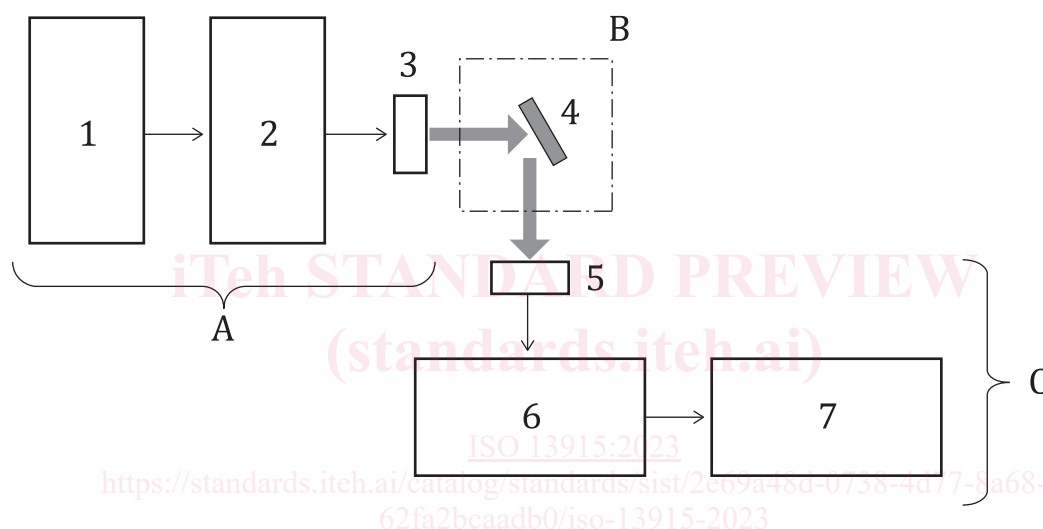 B
3
1
2
4
5
iTeh STANDARD PREVIEW
A
(standards.iteh.ai)
C
6
7
ISO 13915:2023
https://standards.iteh.ai/catalog/standards/sist/2e69a48d-0738-4d77-8a68-
62fa2bcaadb0/iso-13915-2023